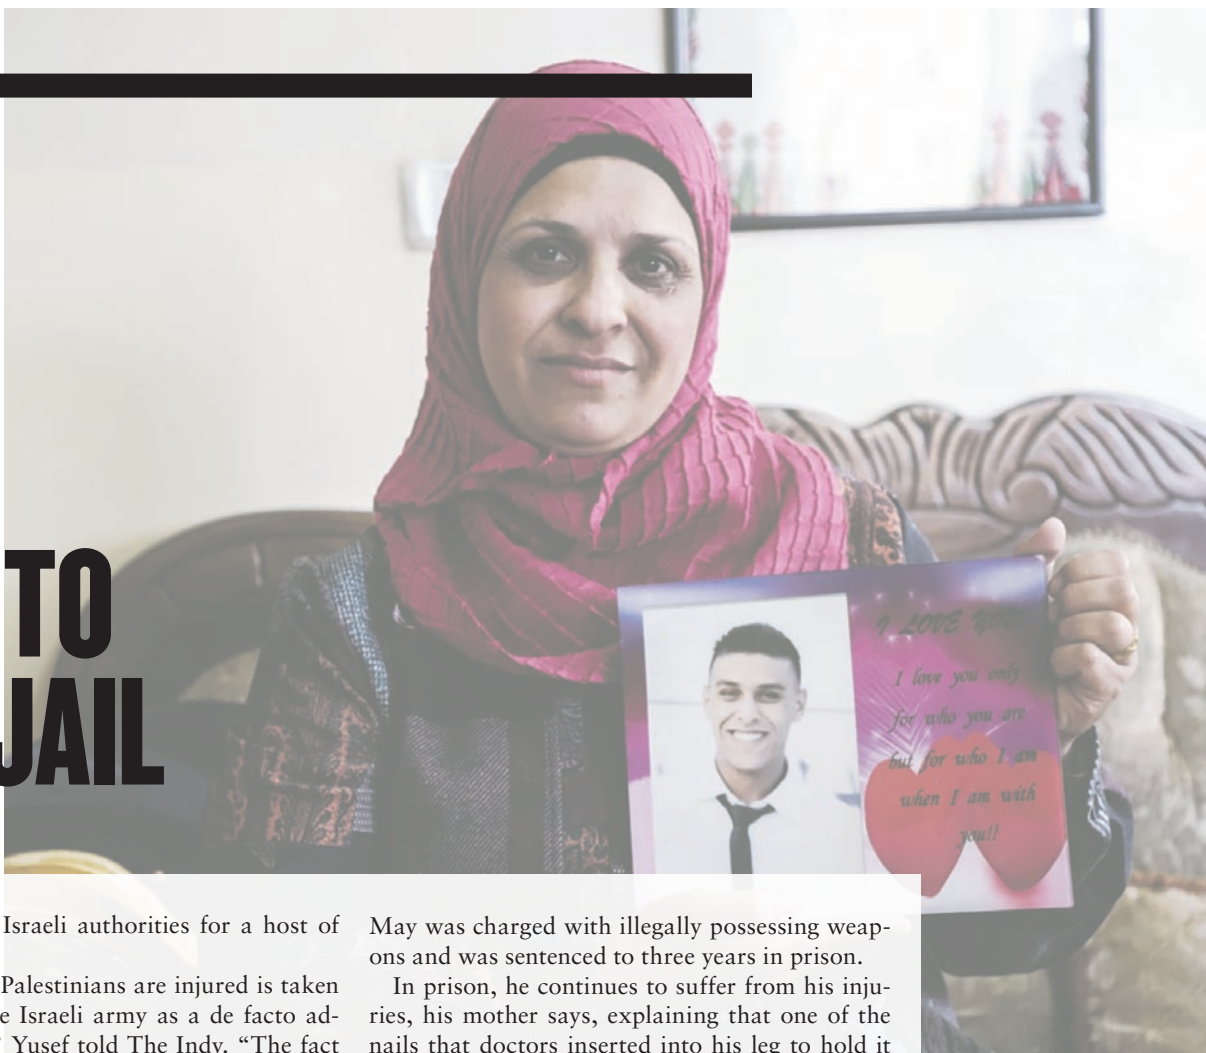 TO
JAIL
I LOVE
I love you only
for who you are
but for who I am
when I am with
you!!
Israeli authorities for a host of
Palestinians are injured is taken
e Israeli army as a de facto ad-
Yusef told The Indy. “The fact
May was charged with illegally possessing weap-
ons and was sentenced to three years in prison.
In prison, he continues to suffer from his inju-
ries, his mother says, explaining that one of the
nails that doctors inserted into his leg to hold it